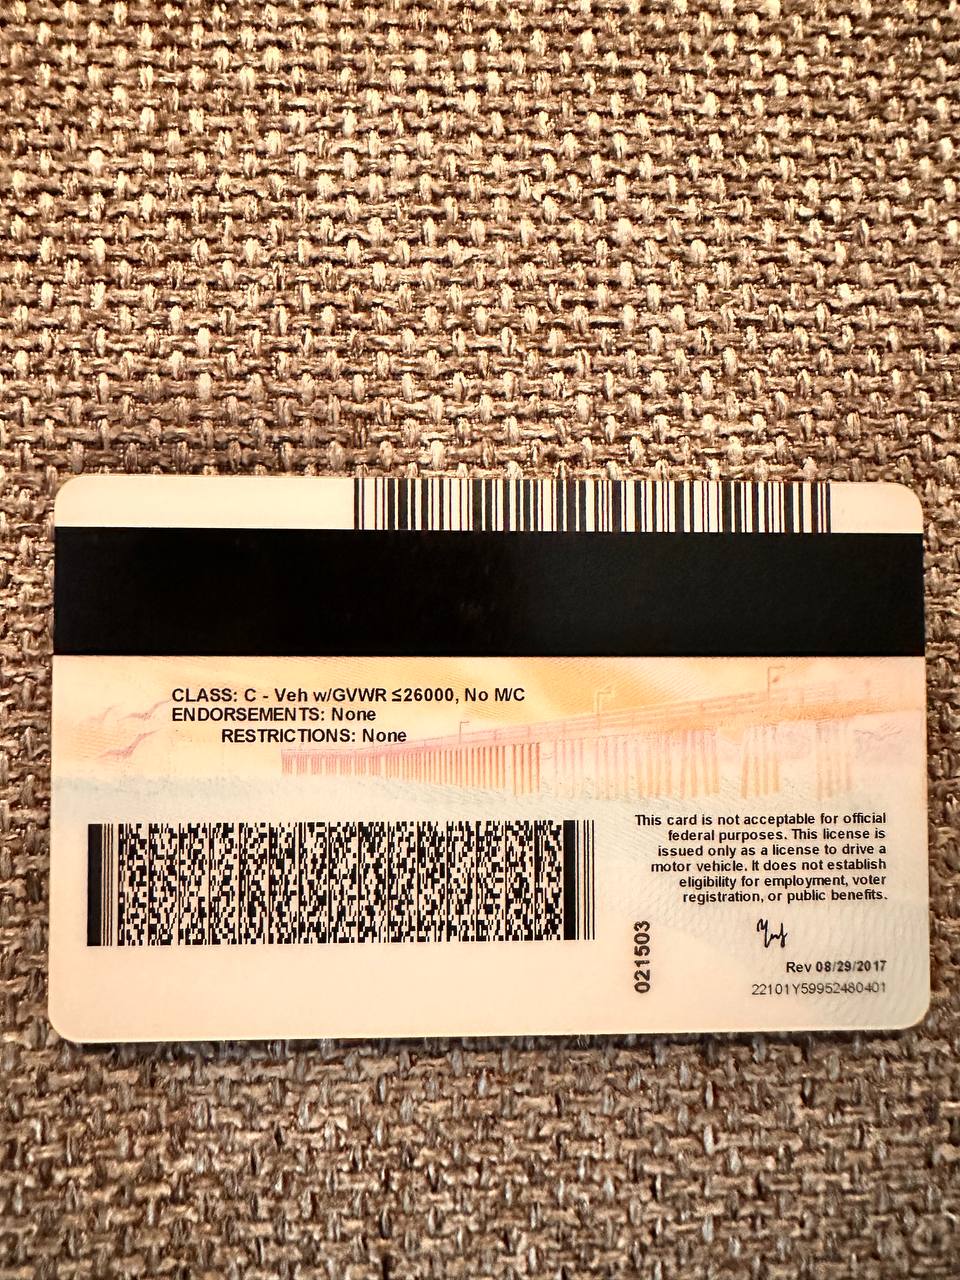 CLASS: C - Veh w/GVWR ≤26000, No M/C
ENDORSEMENTS: None
RESTRICTIONS: None
This card is not acceptable for official
federal purposes. This license is
issued only as a license to drive a
motor vehicle. It does not establish
eligibility for employment, voter
registration, or public benefits.
021503
Rev 08/29/2017
22101Y59952480401